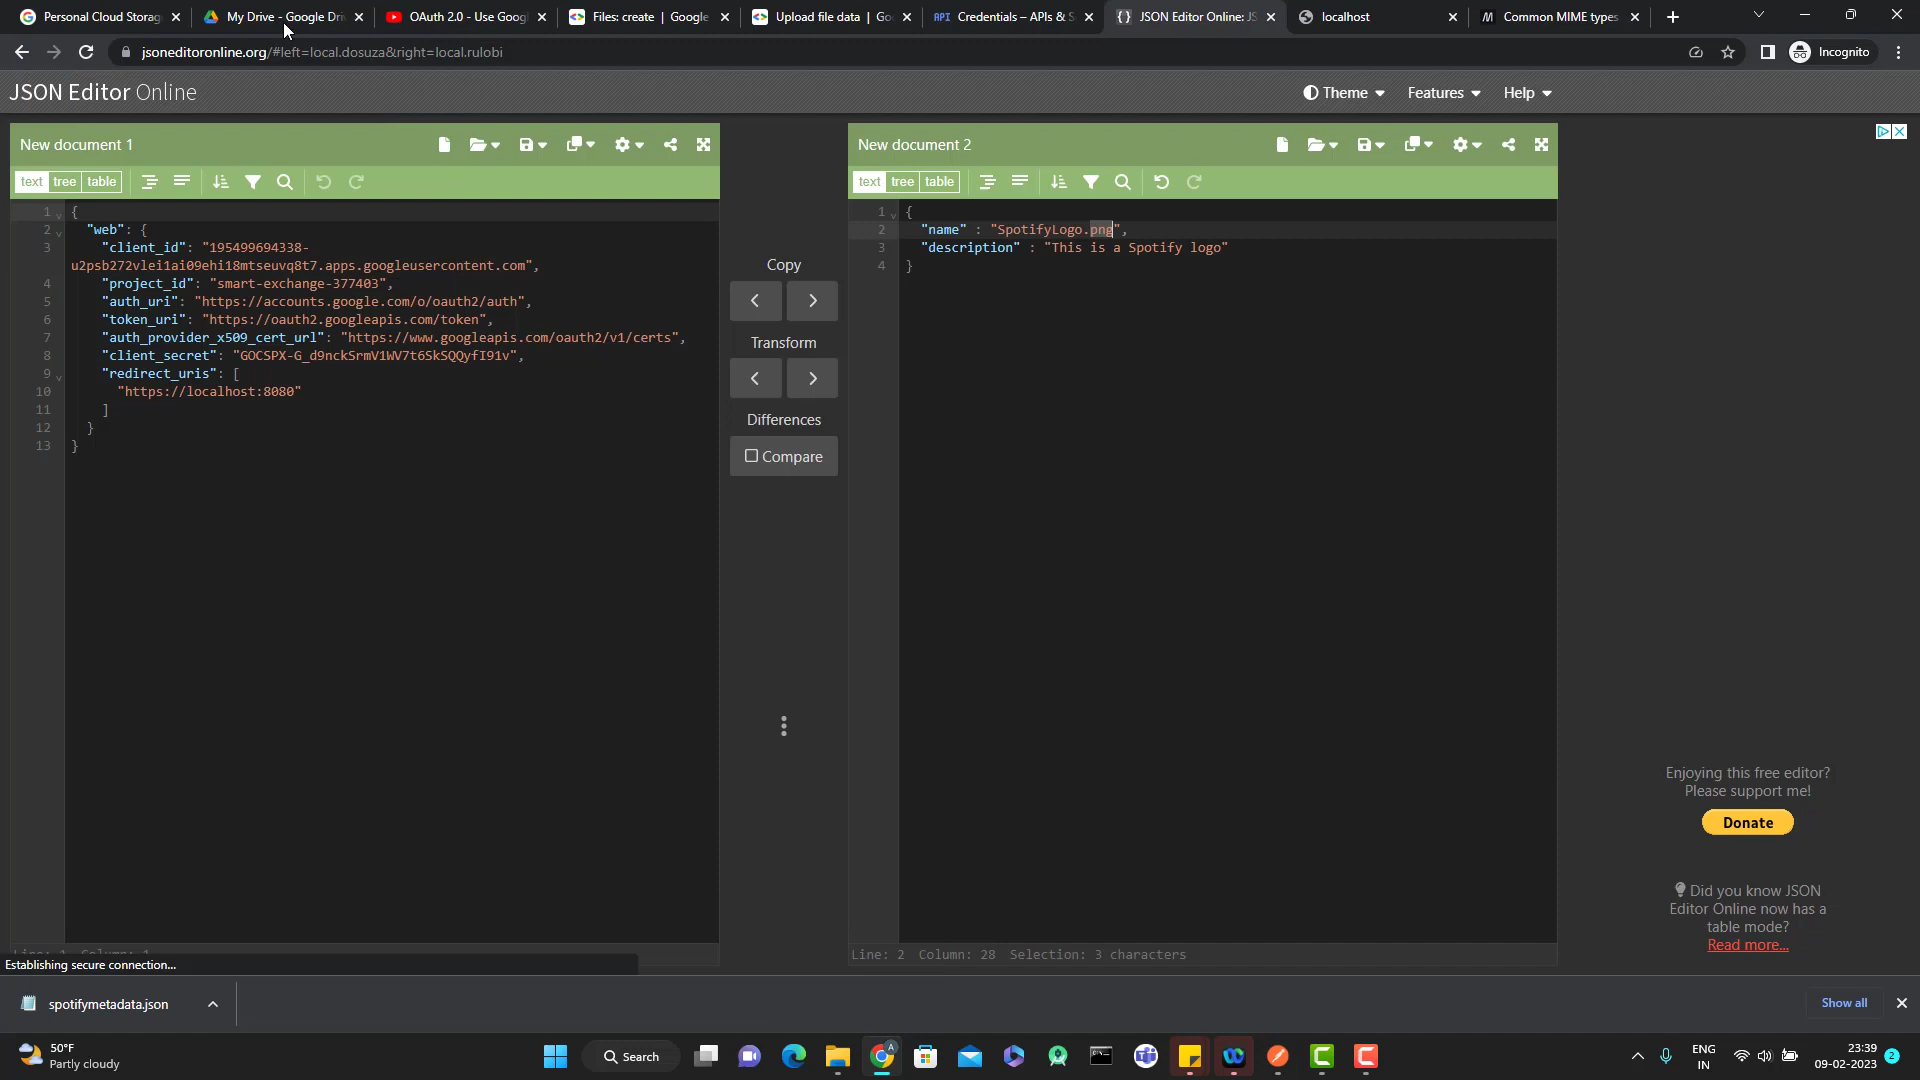 Personal Cloud Storag
My Drive - Google Dri
OAuth 2.0 - Use Goog
Files: create | Google
Upload file data | Go
API Credentials – APIs & S
{ } JSON Editor Online: JS
localhost
M Common MIME types
jsoneditoronline.org/#left=local.dosuza&right=local.rulobi
Incognito
JSON Editor Online
Theme
Features
Help
New document 1
text tree table
1 {
2 "web": {
3 "client_id": "195499694338-
u2psb272vlei1ai09ehi18mtseuvq8t7.apps.googleusercontent.com",
4 "project_id": "smart-exchange-377403",
5 "auth_uri": "https://accounts.google.com/o/oauth2/auth",
6 "token_uri": "https://oauth2.googleapis.com/token",
7 "auth_provider_x509_cert_url": "https://www.googleapis.com/oauth2/v1/certs",
8 "client_secret": "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",
9 "redirect_uris": [
10 "https://localhost:8080"
11 ]
12 }
13 }
Copy
Transform
Differences
Compare
New document 2
text tree table
1 {
2 "name" : "SpotifyLogo.png",
3 "description" : "This is a Spotify logo"
4 }
Line: 2 Column: 28 Selection: 3 characters
Enjoying this free editor?
Please support me!
Donate
Did you know JSON
Editor Online now has a
table mode?
Read more...
Establishing secure connection...
spotifymetadata.json
Show all
50°F
Partly cloudy
Search
ENG
IN
23:39
09-02-2023
2